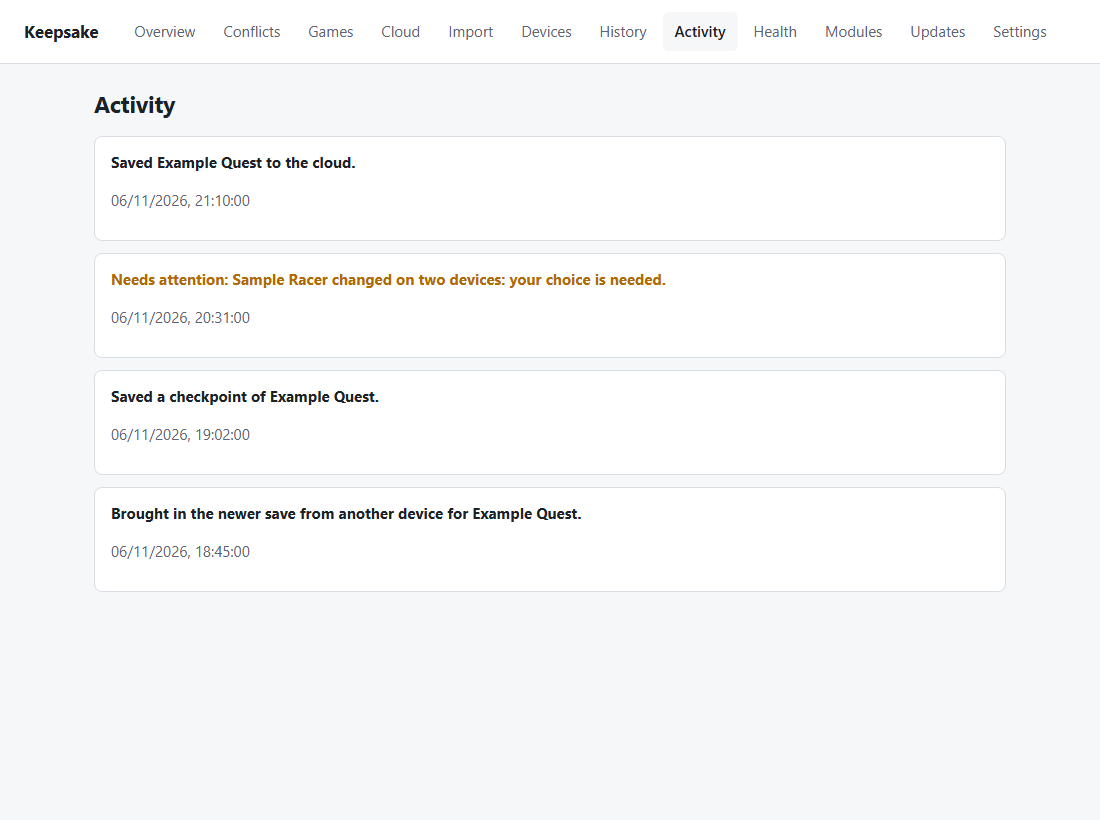 Keepsake Overview Conflicts Games Cloud Import Devices History Activity Health Modules Updates Settings
Activity
Saved Example Quest to the cloud.
06/11/2026, 21:10:00
Needs attention: Sample Racer changed on two devices: your choice is needed.
06/11/2026, 20:31:00
Saved a checkpoint of Example Quest.
06/11/2026, 19:02:00
Brought in the newer save from another device for Example Quest.
06/11/2026, 18:45:00